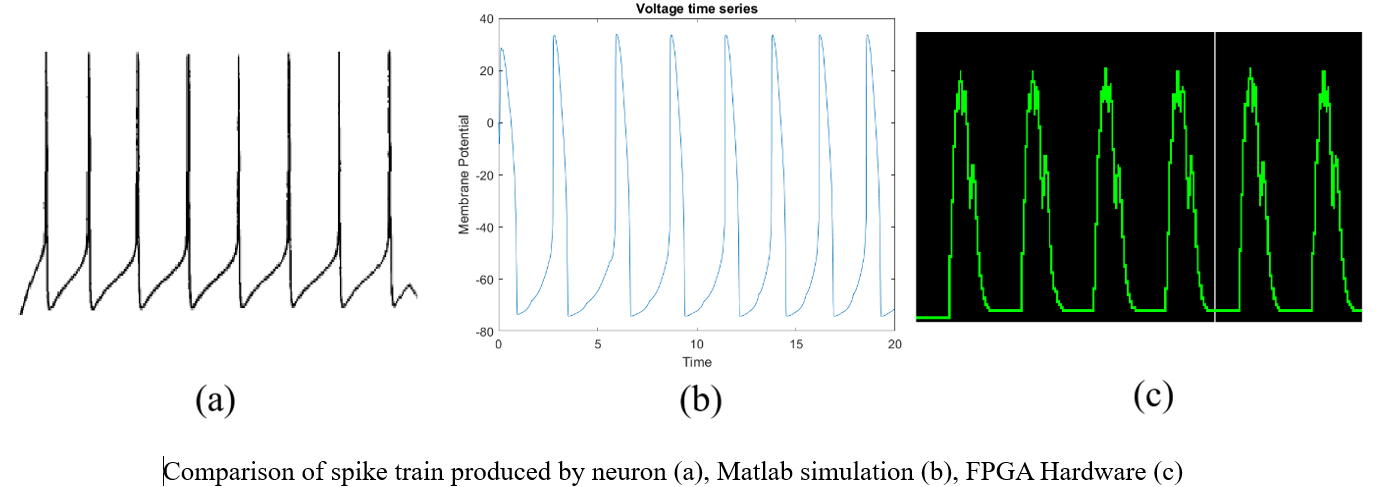 Voltage time series
40
20
0
-20
-40
-60
-80
Membrane Potential
0 5 10 15 20
Time
(a) (b) (c)
Comparison of spike train produced by neuron (a), Matlab simulation (b), FPGA Hardware (c)